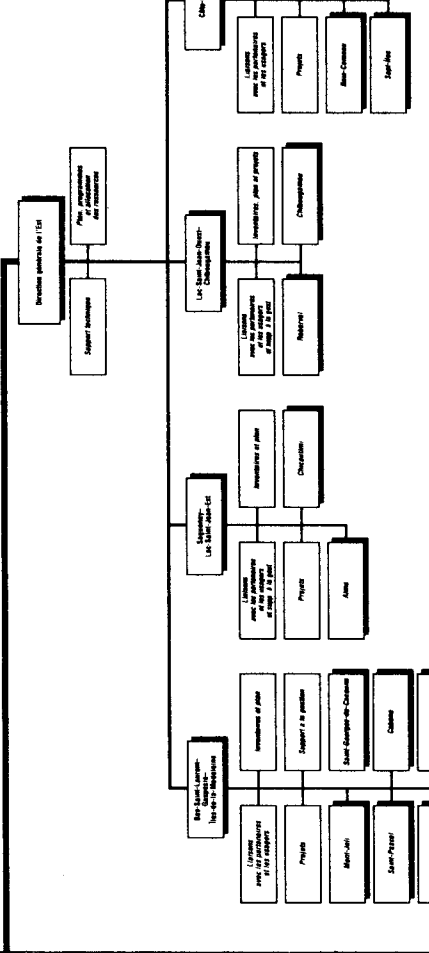 Direction générale de l'Est
Support technique
Plan, programmes
et allocation
des ressources
Bas-Saint-Laurent-
Gaspésie-
Îles-de-la-Madeleine
Liaisons
avec les partenaires
et les usagers
Inventaires et plan
Projets
Support à la gestion
Mont-Joli
Saint-Georges-de-Cacouna
Saint-Pascal
Cabano
Saguenay-
Lac-Saint-Jean-Est
Liaisons
avec les partenaires
et les usagers
et supp. à la gest
Inventaires et plan
Projets
Chicoutimi
Alma
Lac-Saint-Jean-Ouest-
Chibougamau
Liaisons
avec les partenaires
et les usagers
et supp. à la gest
Inventaires, plan et projets
Roberval
Chibougamau
Côte-
Liaisons
avec les partenaires
et les usagers
Projets
Baie-Comeau
Sept-Îles